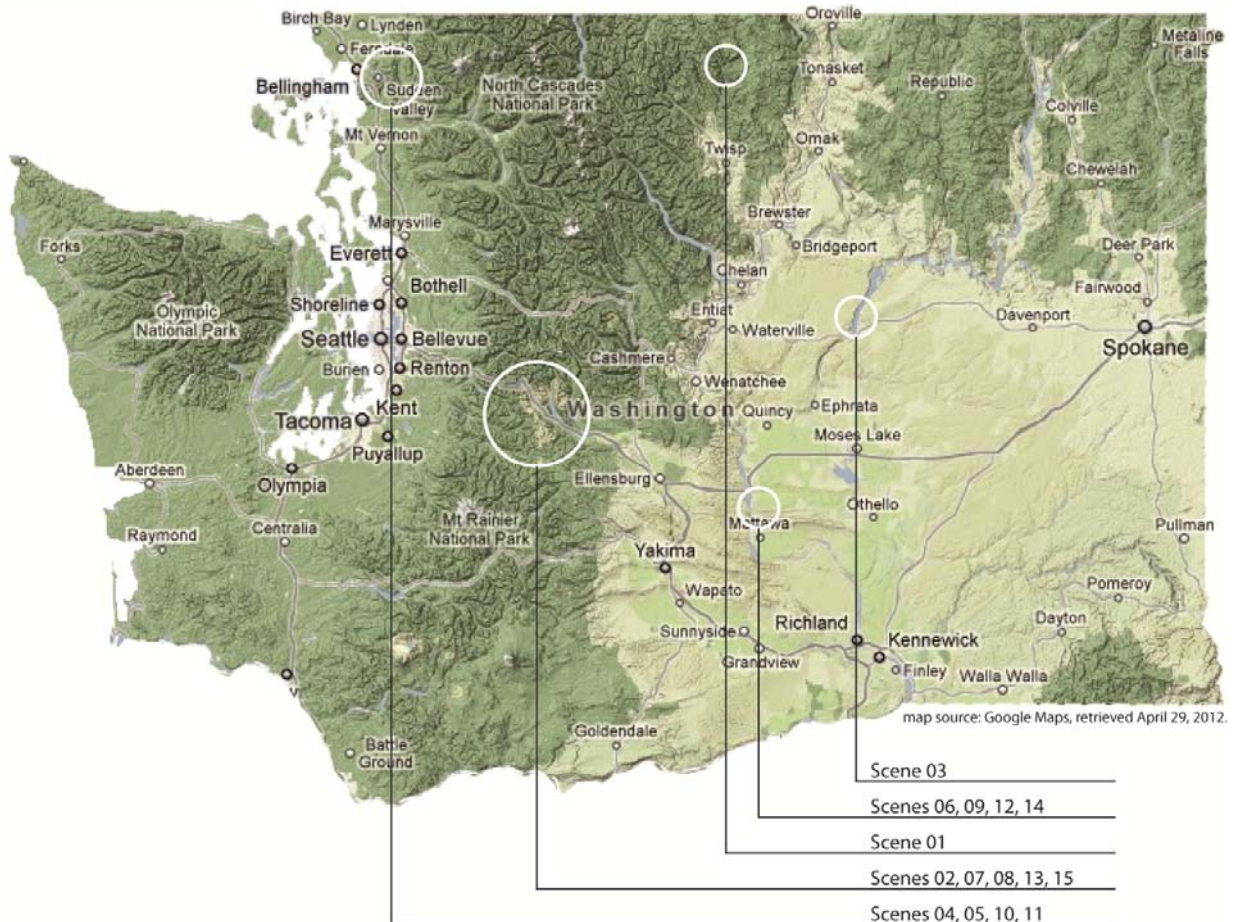 Birch Bay
Lynden
Oroville
Metaline
Falls
Ferndale
Tonasket
Bellingham
Sudden
Valley
North Cascades
National Park
Republic
Colville
Mt Vernon
Twisp
Omak
Chewelah
Marysville
Brewster
Forks
Everett
Bridgeport
Deer Park
Chelan
Bothell
Fairwood
Olympic
National Park
Shoreline
Entiat
Davenport
Seattle
Bellevue
Waterville
Spokane
Burien
Renton
Cashmere
Wenatchee
Kent
Washington
Quincy
Ephrata
Tacoma
Moses Lake
Puyallup
Aberdeen
Olympia
Ellensburg
Othello
Raymond
Centralia
Mt Rainier
National Park
Mattawa
Pullman
Yakima
Wapato
Pomeroy
Richland
Dayton
Sunnyside
Kennewick
Grandview
Finley
Walla Walla
map source: Google Maps, retrieved April 29, 2012.
Goldendale
Battle
Ground
Scene 03
Scenes 06, 09, 12, 14
Scene 01
Scenes 02, 07, 08, 13, 15
Scenes 04, 05, 10, 11